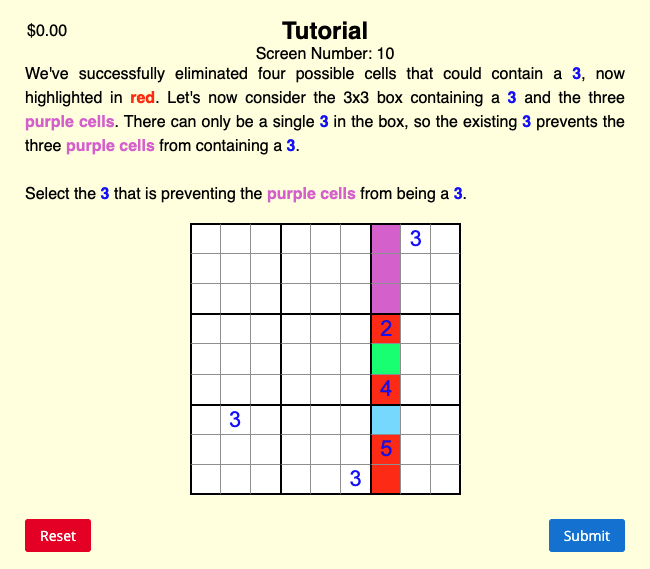 $0.00
Tutorial
Screen Number: 10
We've successfully eliminated four possible cells that could contain a 3, now
highlighted in red. Let's now consider the 3x3 box containing a 3 and the three
purple cells. There can only be a single 3 in the box, so the existing 3 prevents the
three purple cells from containing a 3.
Select the 3 that is preventing the purple cells from being a 3.
3
2
4
3
5
3
Reset
Submit